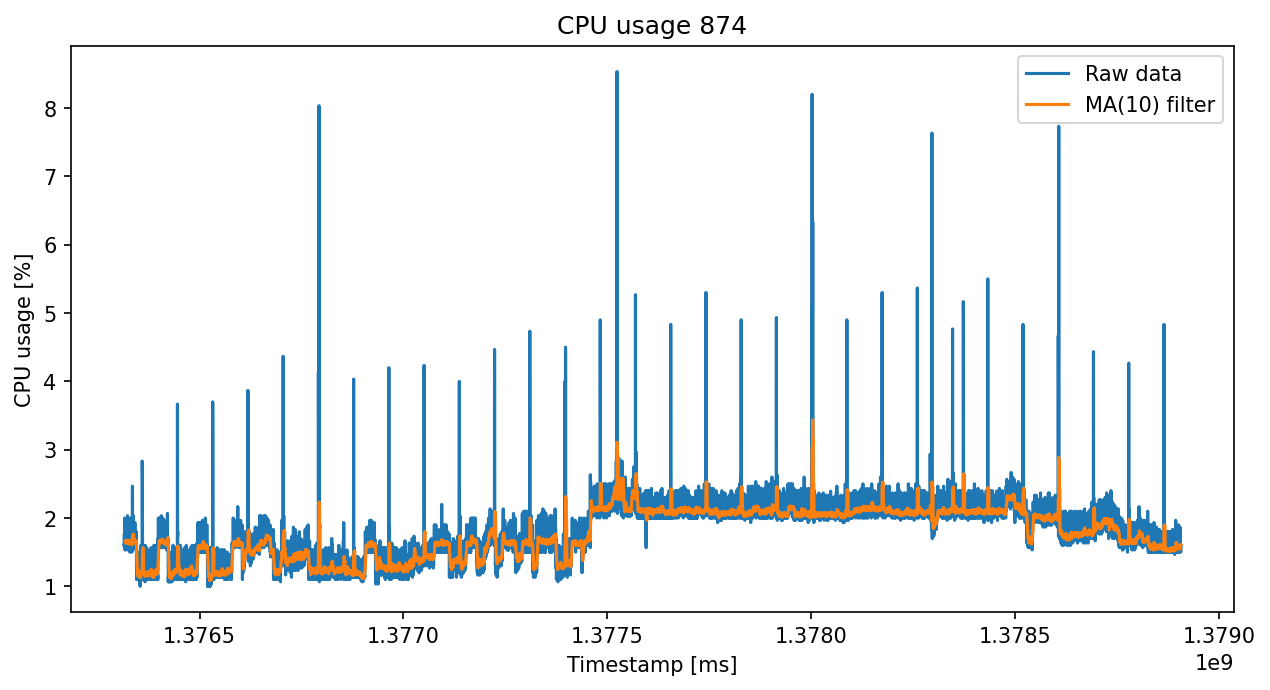 CPU usage 874
Raw data
MA(10) filter
CPU usage [%]
8
7
6
5
4
3
2
1
1.3765
1.3770
1.3775
1.3780
1.3785
1.3790
1e9
Timestamp [ms]